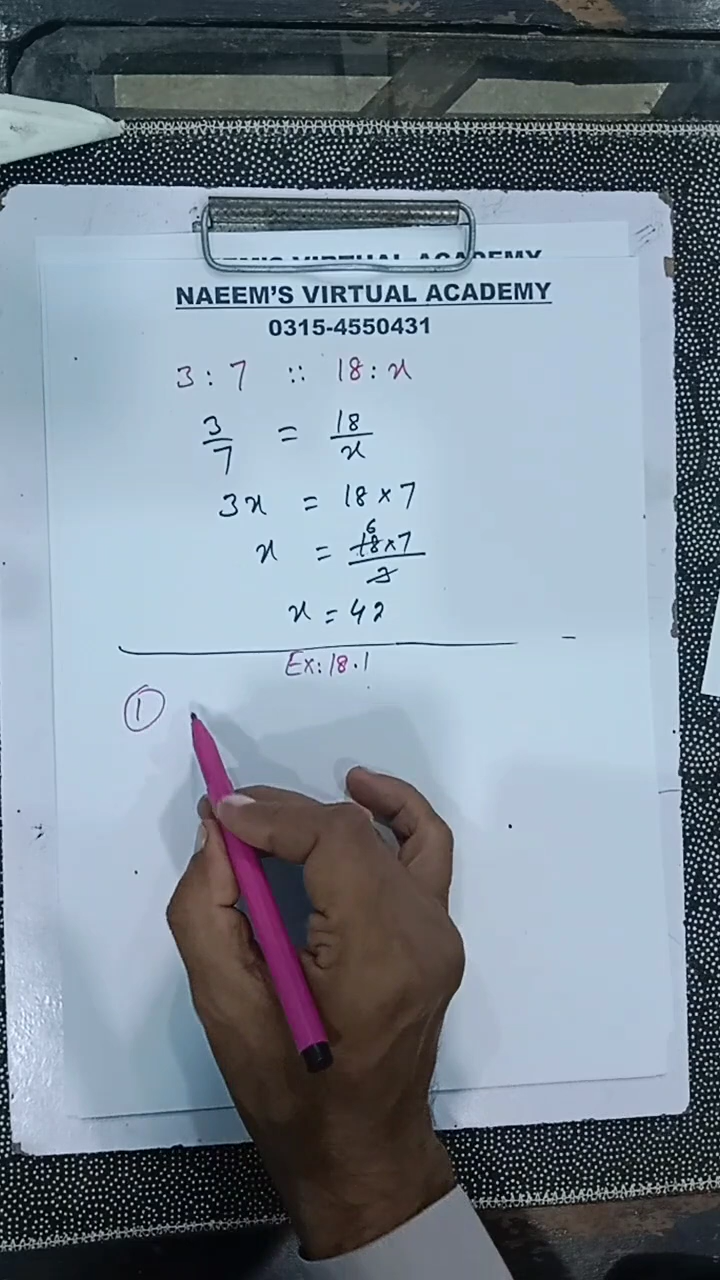 NAEEM'S VIRTUAL ACADEMY
0315-4550431
3 : 7 :: 18 : x
3/7 = 18/x
3x = 18 × 7
x = 18 × 7 / 3
6
x = 42
Ex: 18.1
1